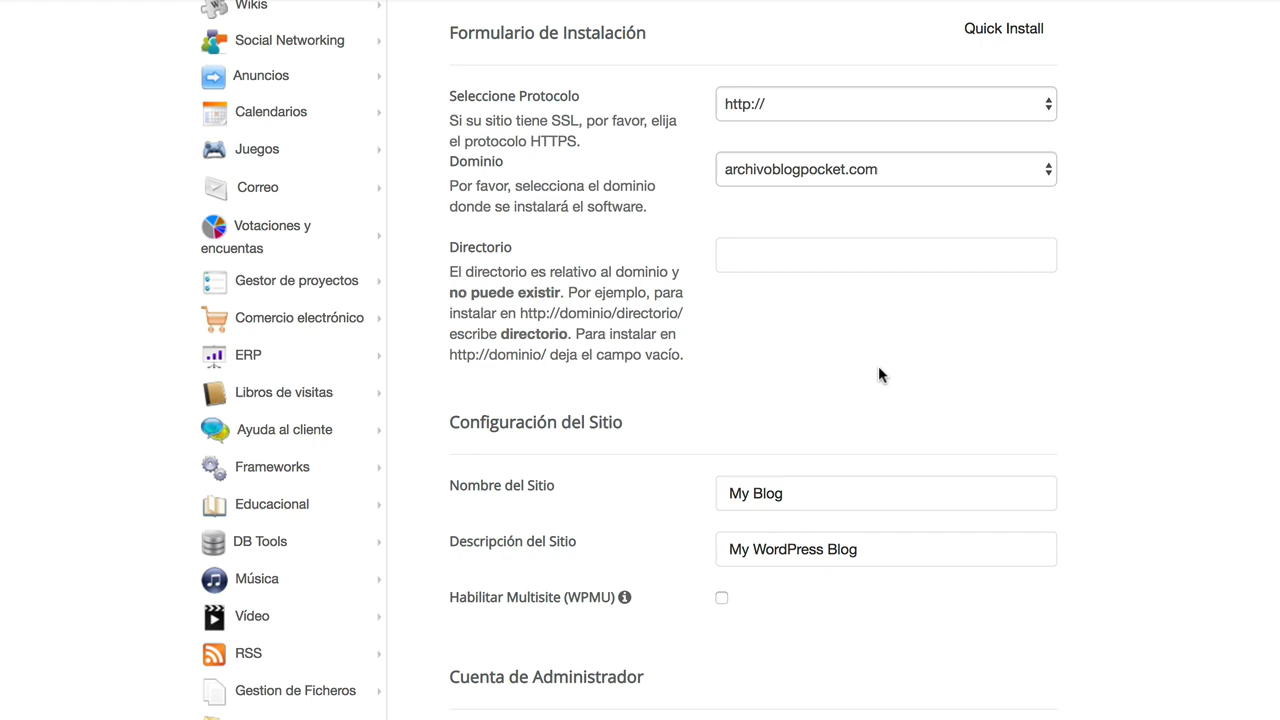 Wikis
Social Networking
Anuncios
Calendarios
Juegos
Correo
Votaciones y
encuentas
Gestor de proyectos
Comercio electrónico
ERP
Libros de visitas
Ayuda al cliente
Frameworks
Educacional
DB Tools
Música
Vídeo
RSS
Gestion de Ficheros
Formulario de Instalación
Quick Install
Seleccione Protocolo
Si su sitio tiene SSL, por favor, elija
el protocolo HTTPS.
http://
Dominio
Por favor, selecciona el dominio
donde se instalará el software.
archivoblogpocket.com
Directorio
El directorio es relativo al dominio y
no puede existir. Por ejemplo, para
instalar en http://dominio/directorio/
escribe directorio. Para instalar en
http://dominio/ deja el campo vacío.
Configuración del Sitio
Nombre del Sitio
My Blog
Descripción del Sitio
My WordPress Blog
Habilitar Multisite (WPMU)
Cuenta de Administrador